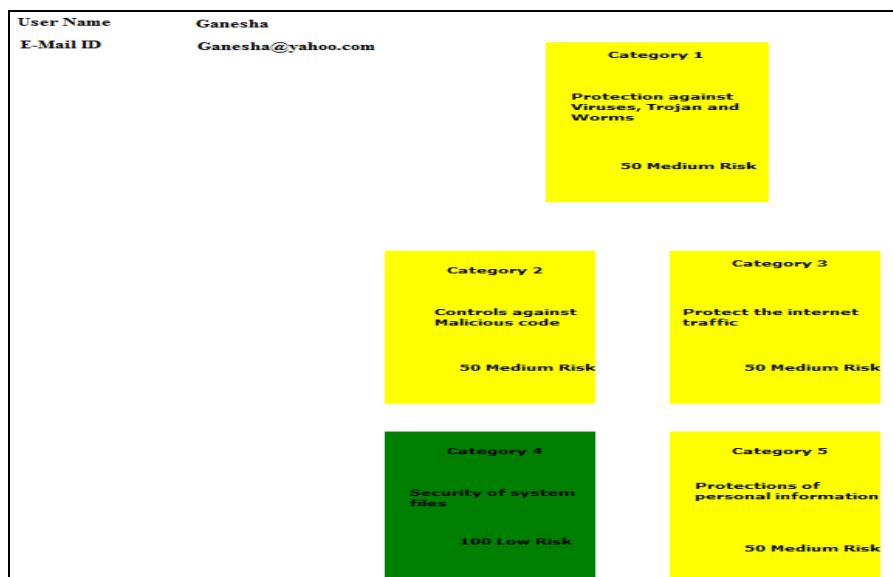 User Name Ganesha
E-Mail ID Ganesha@yahoo.com
Category 1
Protection against
Viruses, Trojan and
Worms
50 Medium Risk
Category 2
Controls against
Malicious code
50 Medium Risk
Category 3
Protect the internet
traffic
50 Medium Risk
Category 4
Security of system
files
100 Low Risk
Category 5
Protections of
personal information
50 Medium Risk